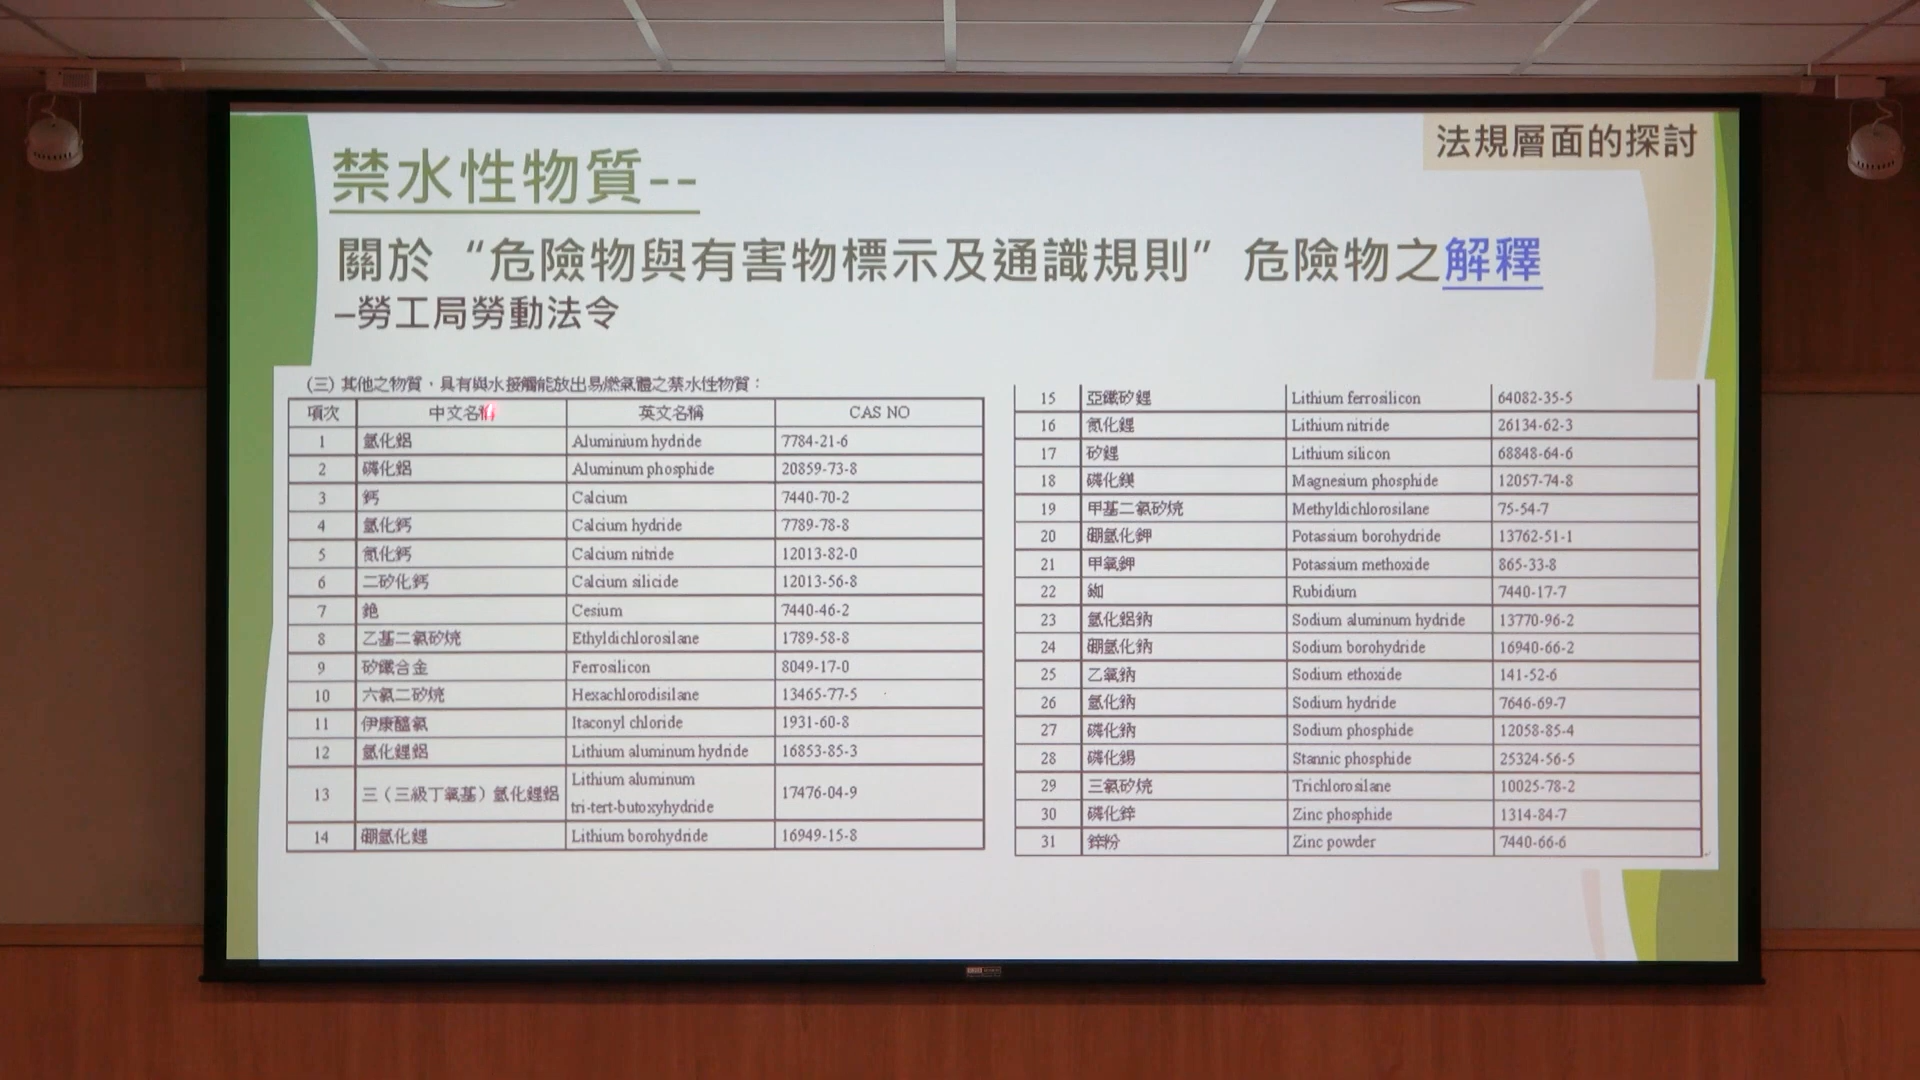 法規層面的探討
禁水性物質--
關於“危險物與有害物標示及通識規則”危險物之解釋
–勞工局勞動法令
(三) 其他之物質，具有與水接觸能放出易燃氣體之禁水性物質：
項次 中文名稱 英文名稱 CAS NO
1 氫化鋁 Aluminium hydride 7784-21-6
2 磷化鋁 Aluminum phosphide 20859-73-8
3 鈣 Calcium 7440-70-2
4 氫化鈣 Calcium hydride 7789-78-8
5 氮化鈣 Calcium nitride 12013-82-0
6 二矽化鈣 Calcium silicide 12013-56-8
7 銫 Cesium 7440-46-2
8 乙基二氯矽烷 Ethyldichlorosilane 1789-58-8
9 矽鐵合金 Ferrosilicon 8049-17-0
10 六氯二矽烷 Hexachlorodisilane 13465-77-5
11 伊康醯氯 Itaconyl chloride 1931-60-8
12 氫化鋰鋁 Lithium aluminum hydride 16853-85-3
13 三（三級丁氧基）氫化鋰鋁 Lithium aluminum tri-tert-butoxyhydride 17476-04-9
14 硼氫化鋰 Lithium borohydride 16949-15-8
15 亞鐵矽鋰 Lithium ferrosilicon 64082-35-5
16 氮化鋰 Lithium nitride 26134-62-3
17 矽鋰 Lithium silicon 68848-64-6
18 磷化鎂 Magnesium phosphide 12057-74-8
19 甲基二氯矽烷 Methyldichlorosilane 75-54-7
20 硼氫化鉀 Potassium borohydride 13762-51-1
21 甲氧鉀 Potassium methoxide 865-33-8
22 銣 Rubidium 7440-17-7
23 氫化鋁鈉 Sodium aluminum hydride 13770-96-2
24 硼氫化鈉 Sodium borohydride 16940-66-2
25 乙氧鈉 Sodium ethoxide 141-52-6
26 氫化鈉 Sodium hydride 7646-69-7
27 磷化鈉 Sodium phosphide 12058-85-4
28 磷化錫 Stannic phosphide 25324-56-5
29 三氯矽烷 Trichlorosilane 10025-78-2
30 磷化鋅 Zinc phosphide 1314-84-7
31 鋅粉 Zinc powder 7440-66-6